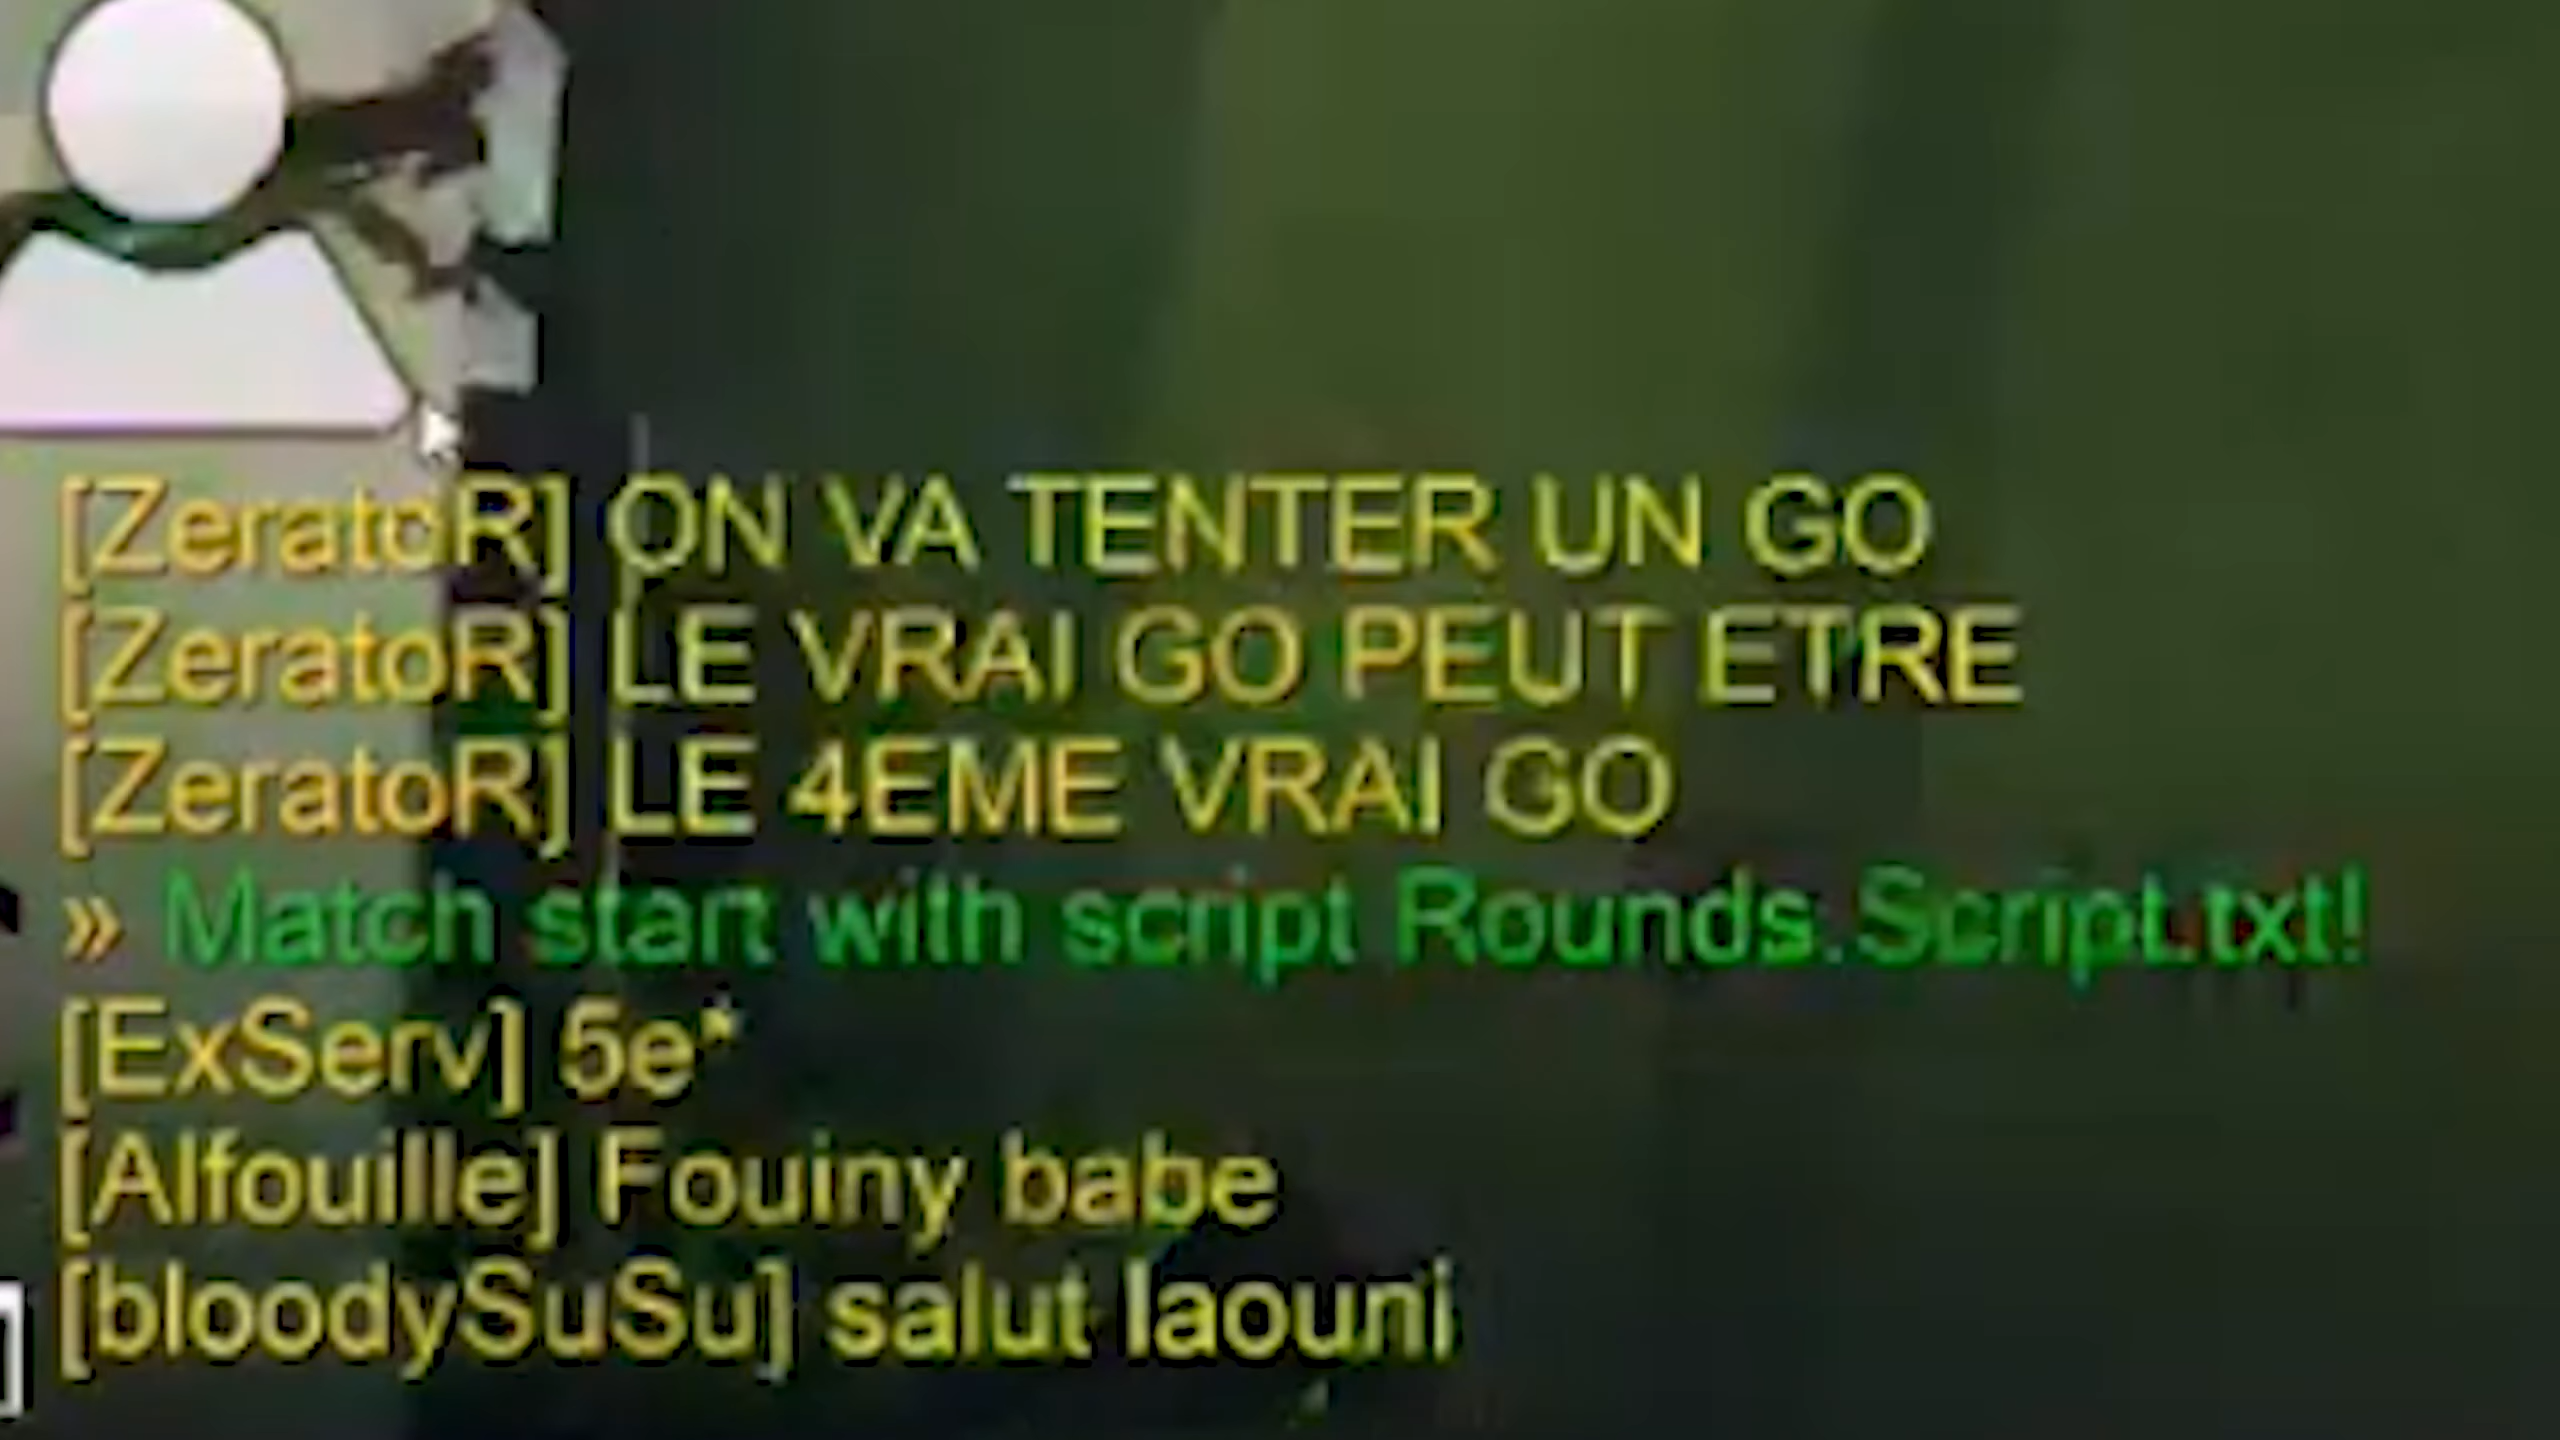 [ZeratoR] ON VA TENTER UN GO
[ZeratoR] LE VRAI GO PEUT ETRE
[ZeratoR] LE 4EME VRAI GO
» Match start with script Rounds.Script.txt!
[ExServ] 5e*
[Alfouille] Fouiny babe
[bloodySuSu] salut laouni